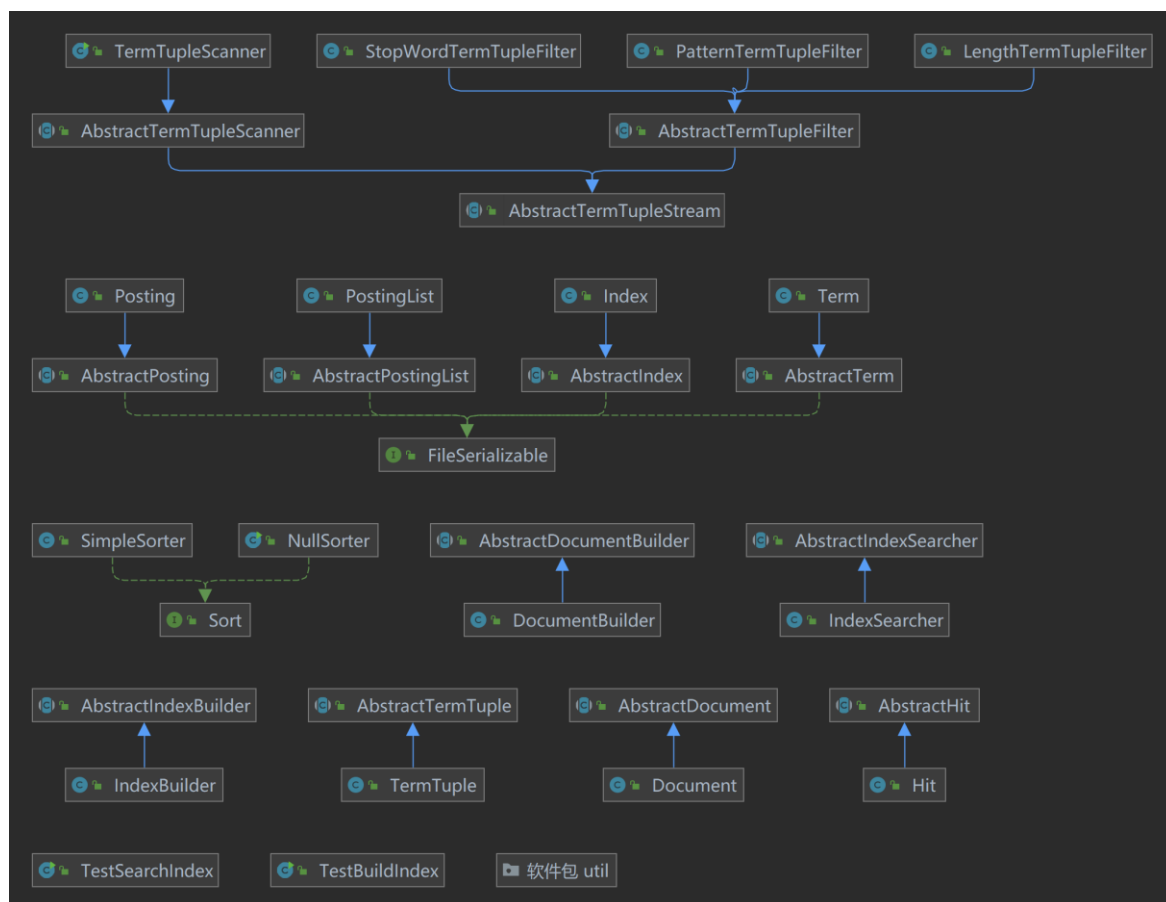 TermTupleScanner StopWordTermTupleFilter PatternTermTupleFilter LengthTermTupleFilter
AbstractTermTupleScanner AbstractTermTupleFilter
AbstractTermTupleStream
Posting PostingList Index Term
AbstractPosting AbstractPostingList AbstractIndex AbstractTerm
FileSerializable
SimpleSorter NullSorter AbstractDocumentBuilder AbstractIndexSearcher
Sort DocumentBuilder IndexSearcher
AbstractIndexBuilder AbstractTermTuple AbstractDocument AbstractHit
IndexBuilder TermTuple Document Hit
TestSearchIndex TestBuildIndex 软件包 util